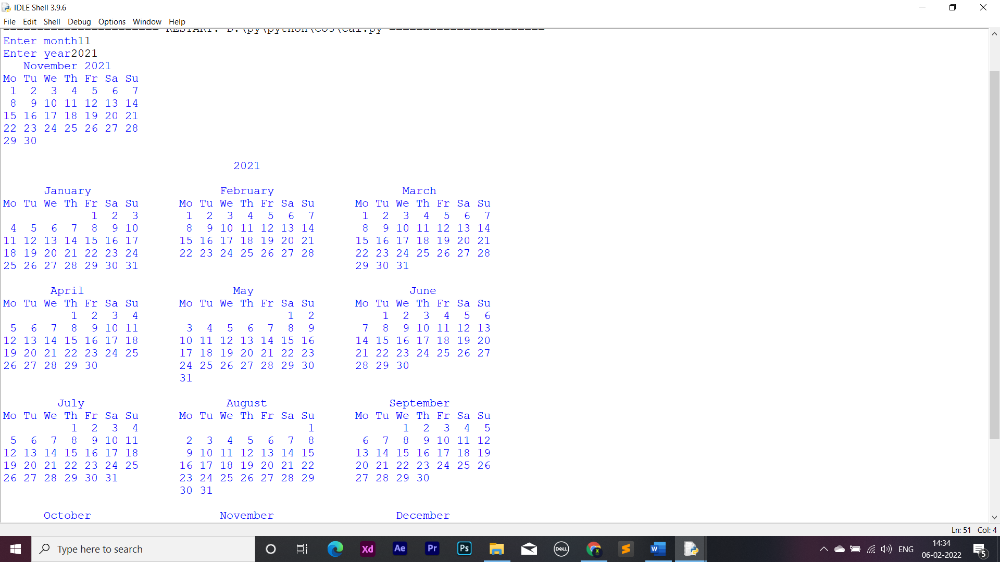 IDLE Shell 3.9.6
File Edit Shell Debug Options Window Help
======================= RESTART: D:\py\python\CO3\cal.py =======================
Enter month11
Enter year2021
   November 2021
Mo Tu We Th Fr Sa Su
 1  2  3  4  5  6  7
 8  9 10 11 12 13 14
15 16 17 18 19 20 21
22 23 24 25 26 27 28
29 30
                                  2021
      January                   February                   March
Mo Tu We Th Fr Sa Su      Mo Tu We Th Fr Sa Su      Mo Tu We Th Fr Sa Su
             1  2  3       1  2  3  4  5  6  7       1  2  3  4  5  6  7
 4  5  6  7  8  9 10       8  9 10 11 12 13 14       8  9 10 11 12 13 14
11 12 13 14 15 16 17      15 16 17 18 19 20 21      15 16 17 18 19 20 21
18 19 20 21 22 23 24      22 23 24 25 26 27 28      22 23 24 25 26 27 28
25 26 27 28 29 30 31                                29 30 31
       April                      May                       June
Mo Tu We Th Fr Sa Su      Mo Tu We Th Fr Sa Su      Mo Tu We Th Fr Sa Su
          1  2  3  4                      1  2          1  2  3  4  5  6
 5  6  7  8  9 10 11       3  4  5  6  7  8  9       7  8  9 10 11 12 13
12 13 14 15 16 17 18      10 11 12 13 14 15 16      14 15 16 17 18 19 20
19 20 21 22 23 24 25      17 18 19 20 21 22 23      21 22 23 24 25 26 27
26 27 28 29 30            24 25 26 27 28 29 30      28 29 30
                          31
        July                     August                  September
Mo Tu We Th Fr Sa Su      Mo Tu We Th Fr Sa Su      Mo Tu We Th Fr Sa Su
          1  2  3  4                         1             1  2  3  4  5
 5  6  7  8  9 10 11       2  3  4  5  6  7  8       6  7  8  9 10 11 12
12 13 14 15 16 17 18       9 10 11 12 13 14 15      13 14 15 16 17 18 19
19 20 21 22 23 24 25      16 17 18 19 20 21 22      20 21 22 23 24 25 26
26 27 28 29 30 31         23 24 25 26 27 28 29      27 28 29 30
                          30 31
      October                   November                  December
Ln: 51 Col: 4
Type here to search
Xd Ae Pr Ps DELL W
ENG
14:34
06-02-2022
5